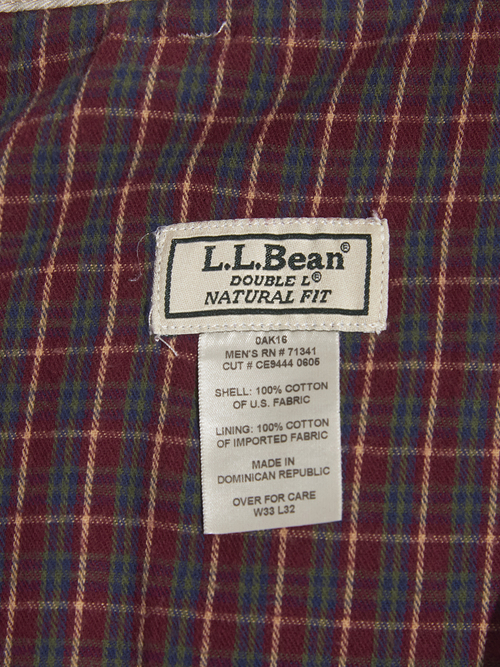 L.L.Bean®
DOUBLE L®
NATURAL FIT
0AK16
MEN'S RN # 71341
CUT # CE9444 0605
SHELL: 100% COTTON
OF U.S. FABRIC
LINING: 100% COTTON
OF IMPORTED FABRIC
MADE IN
DOMINICAN REPUBLIC
OVER FOR CARE
W33 L32